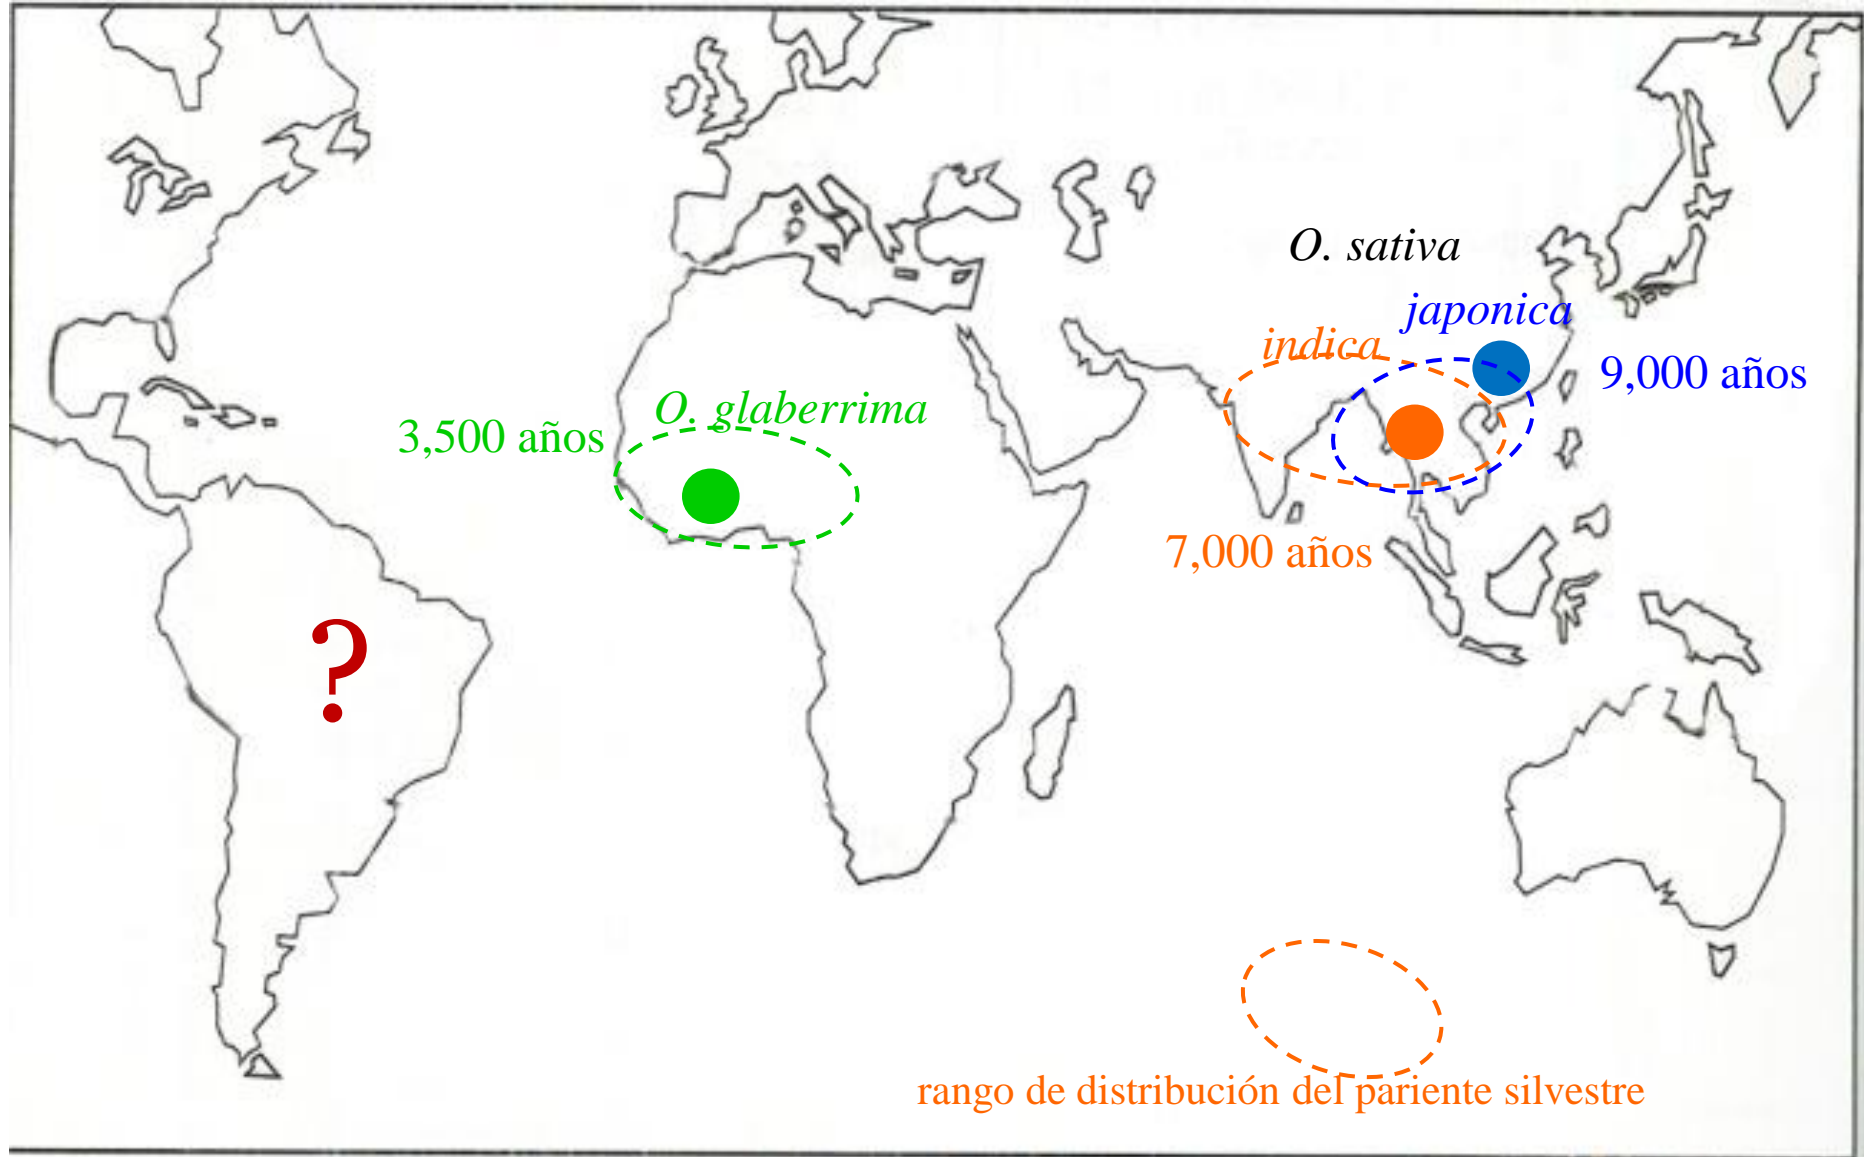 O. sativa
japonica
indica
9,000 años
O. glaberrima
3,500 años
7,000 años
?
rango de distribución del pariente silvestre